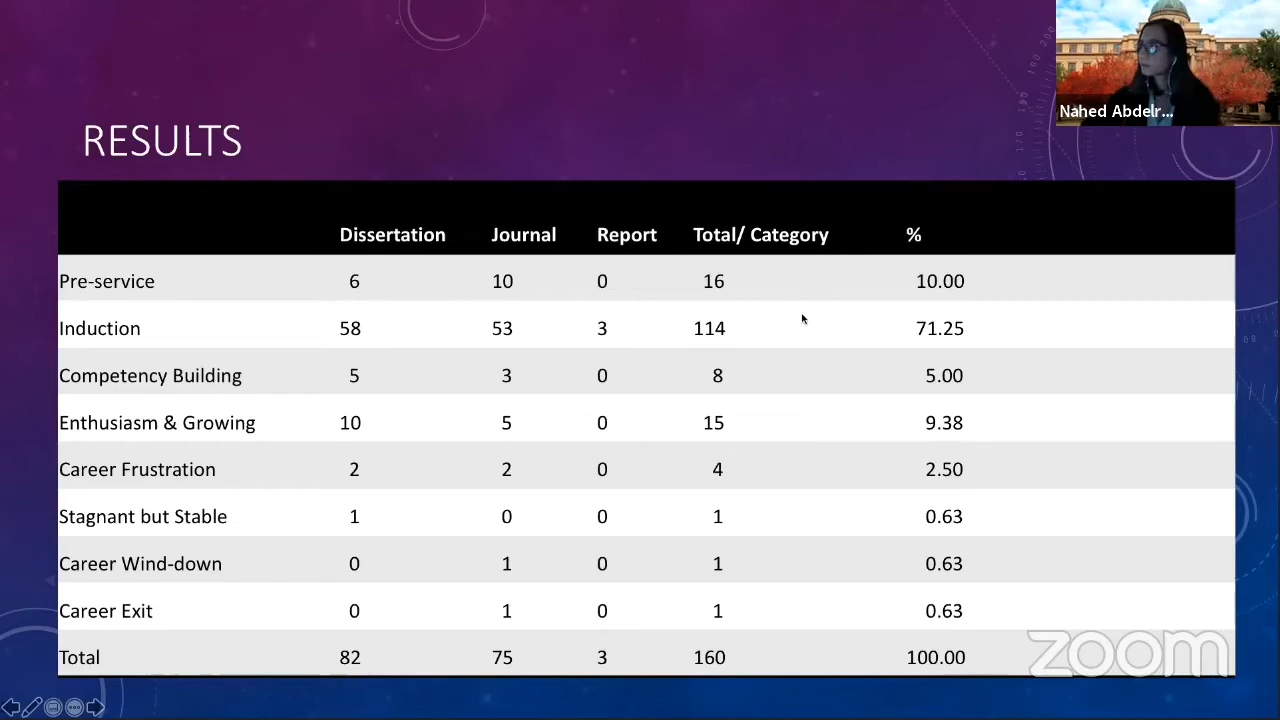 Nahed Abdelr...
RESULTS
Dissertation Journal Report Total/ Category %
Pre-service 6 10 0 16 10.00
Induction 58 53 3 114 71.25
Competency Building 5 3 0 8 5.00
Enthusiasm & Growing 10 5 0 15 9.38
Career Frustration 2 2 0 4 2.50
Stagnant but Stable 1 0 0 1 0.63
Career Wind-down 0 1 0 1 0.63
Career Exit 0 1 0 1 0.63
Total 82 75 3 160 100.00
zoom